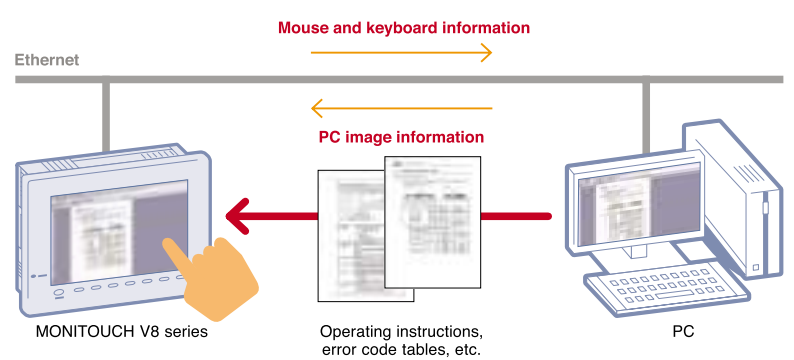 Mouse and keyboard information
Ethernet
PC image information
MONITOUCH V8 series
Operating instructions,
error code tables, etc.
PC